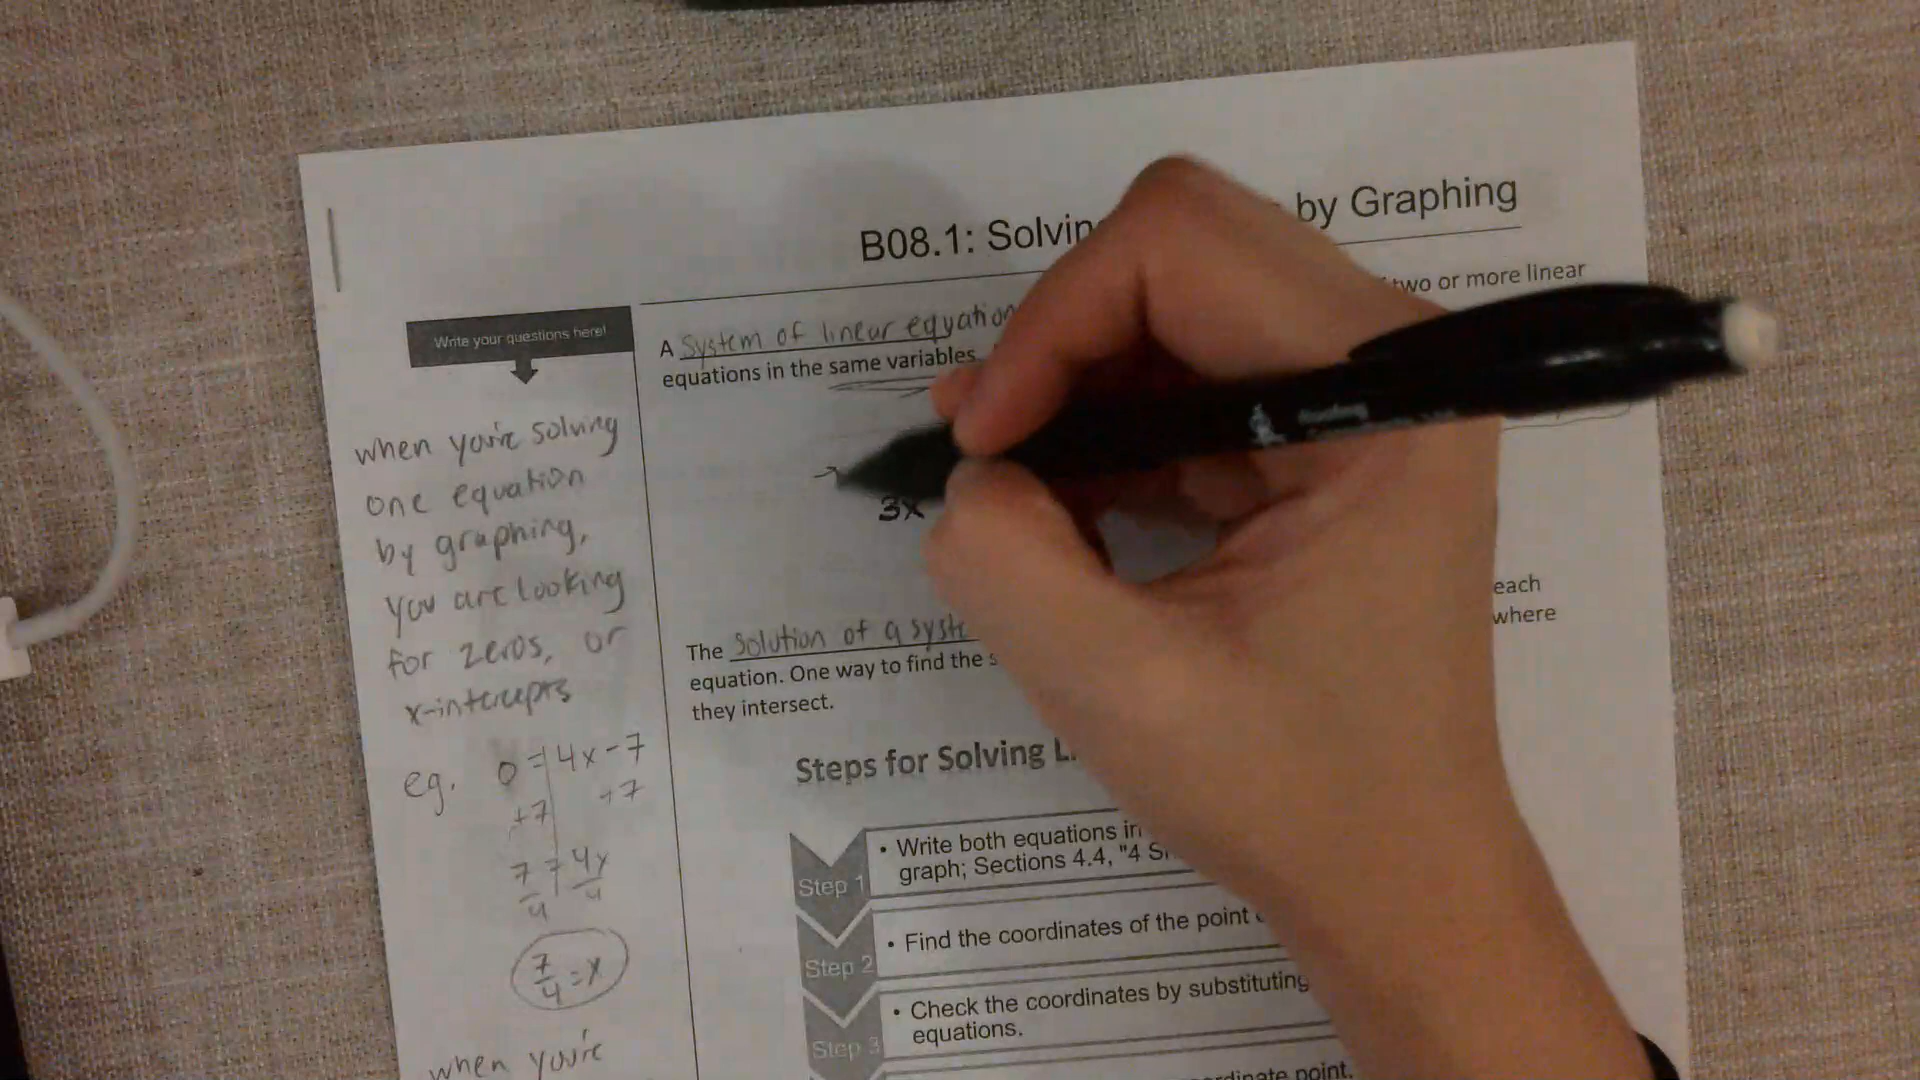 B08.1: Solving by Graphing
Write your questions here!
when you're solving
one equation
by graphing,
you are looking
for zeros, or
x-intercepts
eg. 0 = 4x - 7
+7 +7
7 = 4x
4 4
7/4 = x
when you're
A system of linear equation two or more linear
equations in the same variables.
3x
The solution of a syste each
equation. One way to find the s where
they intersect.
Steps for Solving L
Step 1
• Write both equations in
graph; Sections 4.4, "4 S
Step 2
• Find the coordinates of the point
Step 3
• Check the coordinates by substituting
equations.
rdinate point.